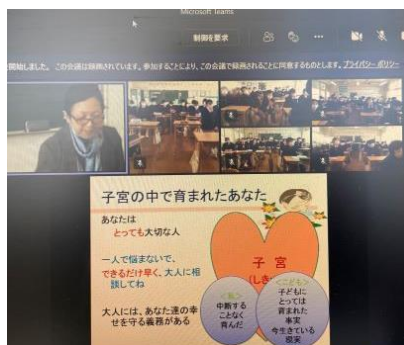 Microsoft Teams
制御を要求
開始しました。 この会議は録画されています。参加することにより、この会議で録画されることに同意するものとします。プライバシー ポリシー
子宮の中で育まれたあなた
あなたは
とっても大切な人
一人で悩まないで、
できるだけ早く、大人に相
談してね
大人には、あなた達の幸
せを守る義務がある
子 宮
中断する
ことなく
育んだ
＜こども＞
子どもに
とっては
育まれた
事実
今生きている
現実